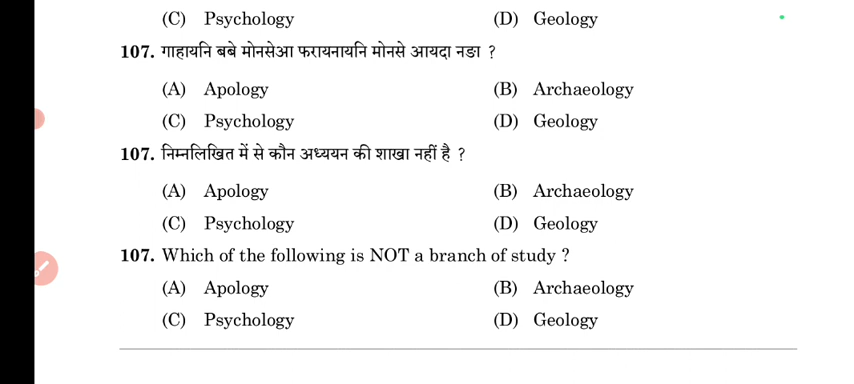 (C) Psychology (D) Geology
107. गाहायनि बबे मोनसेआ फरायनायनि मोनसे आयदा नङा ?
(A) Apology (B) Archaeology
(C) Psychology (D) Geology
107. निम्नलिखित में से कौन अध्ययन की शाखा नहीं है ?
(A) Apology (B) Archaeology
(C) Psychology (D) Geology
107. Which of the following is NOT a branch of study ?
(A) Apology (B) Archaeology
(C) Psychology (D) Geology